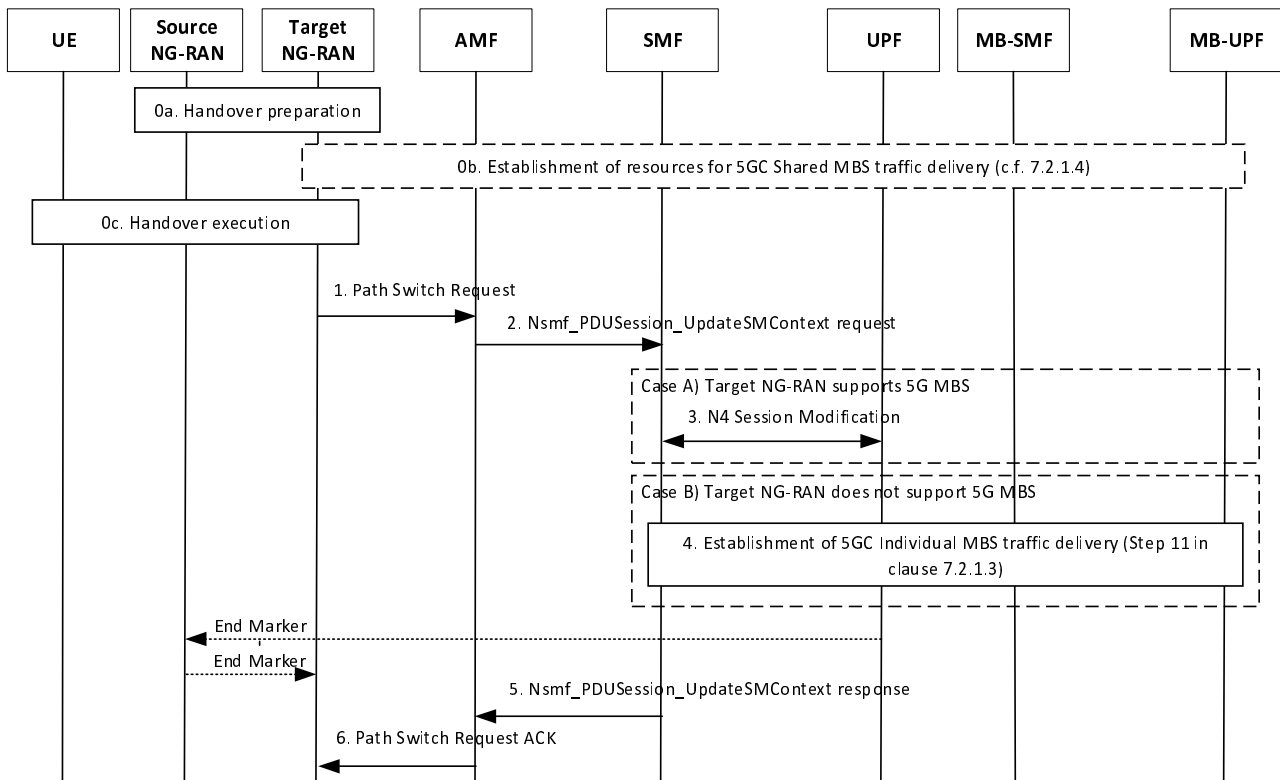 UE
Source
NG-RAN
Target
NG-RAN
AMF
SMF
UPF
MB-SMF
MB-UPF
0a. Handover preparation
0b. Establishment of resources for 5GC Shared MBS traffic delivery (c.f. 7.2.1.4)
0c. Handover execution
1. Path Switch Request
2. Nsmf_PDUSession_UpdateSMContext request
Case A) Target NG-RAN supports 5G MBS
3. N4 Session Modification
Case B) Target NG-RAN does not support 5G MBS
4. Establishment of 5GC Individual MBS traffic delivery (Step 11 in
clause 7.2.1.3)
End Marker
End Marker
5. Nsmf_PDUSession_UpdateSMContext response
6. Path Switch Request ACK